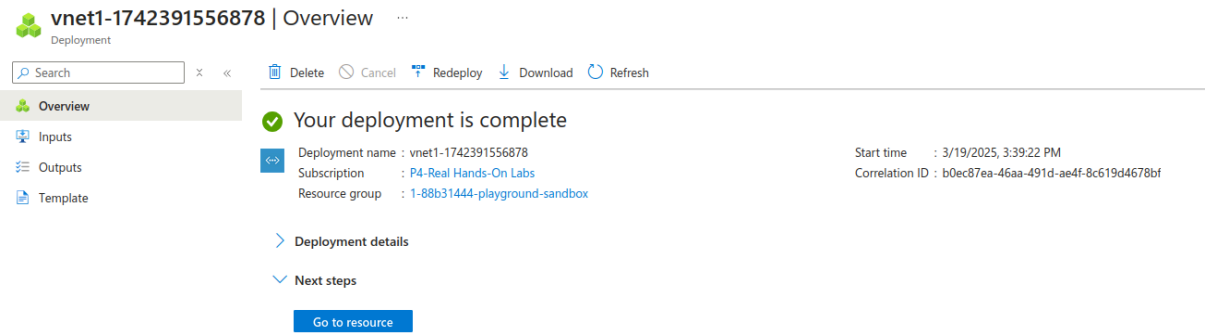 vnet1-1742391556878 | Overview ...
Deployment
Search
Delete Cancel Redeploy Download Refresh
Overview
Inputs
Outputs
Template
Your deployment is complete
Deployment name : vnet1-1742391556878
Subscription : P4-Real Hands-On Labs
Resource group : 1-88b31444-playground-sandbox
Start time : 3/19/2025, 3:39:22 PM
Correlation ID : b0ec87ea-46aa-491d-ae4f-8c619d4678bf
Deployment details
Next steps
Go to resource